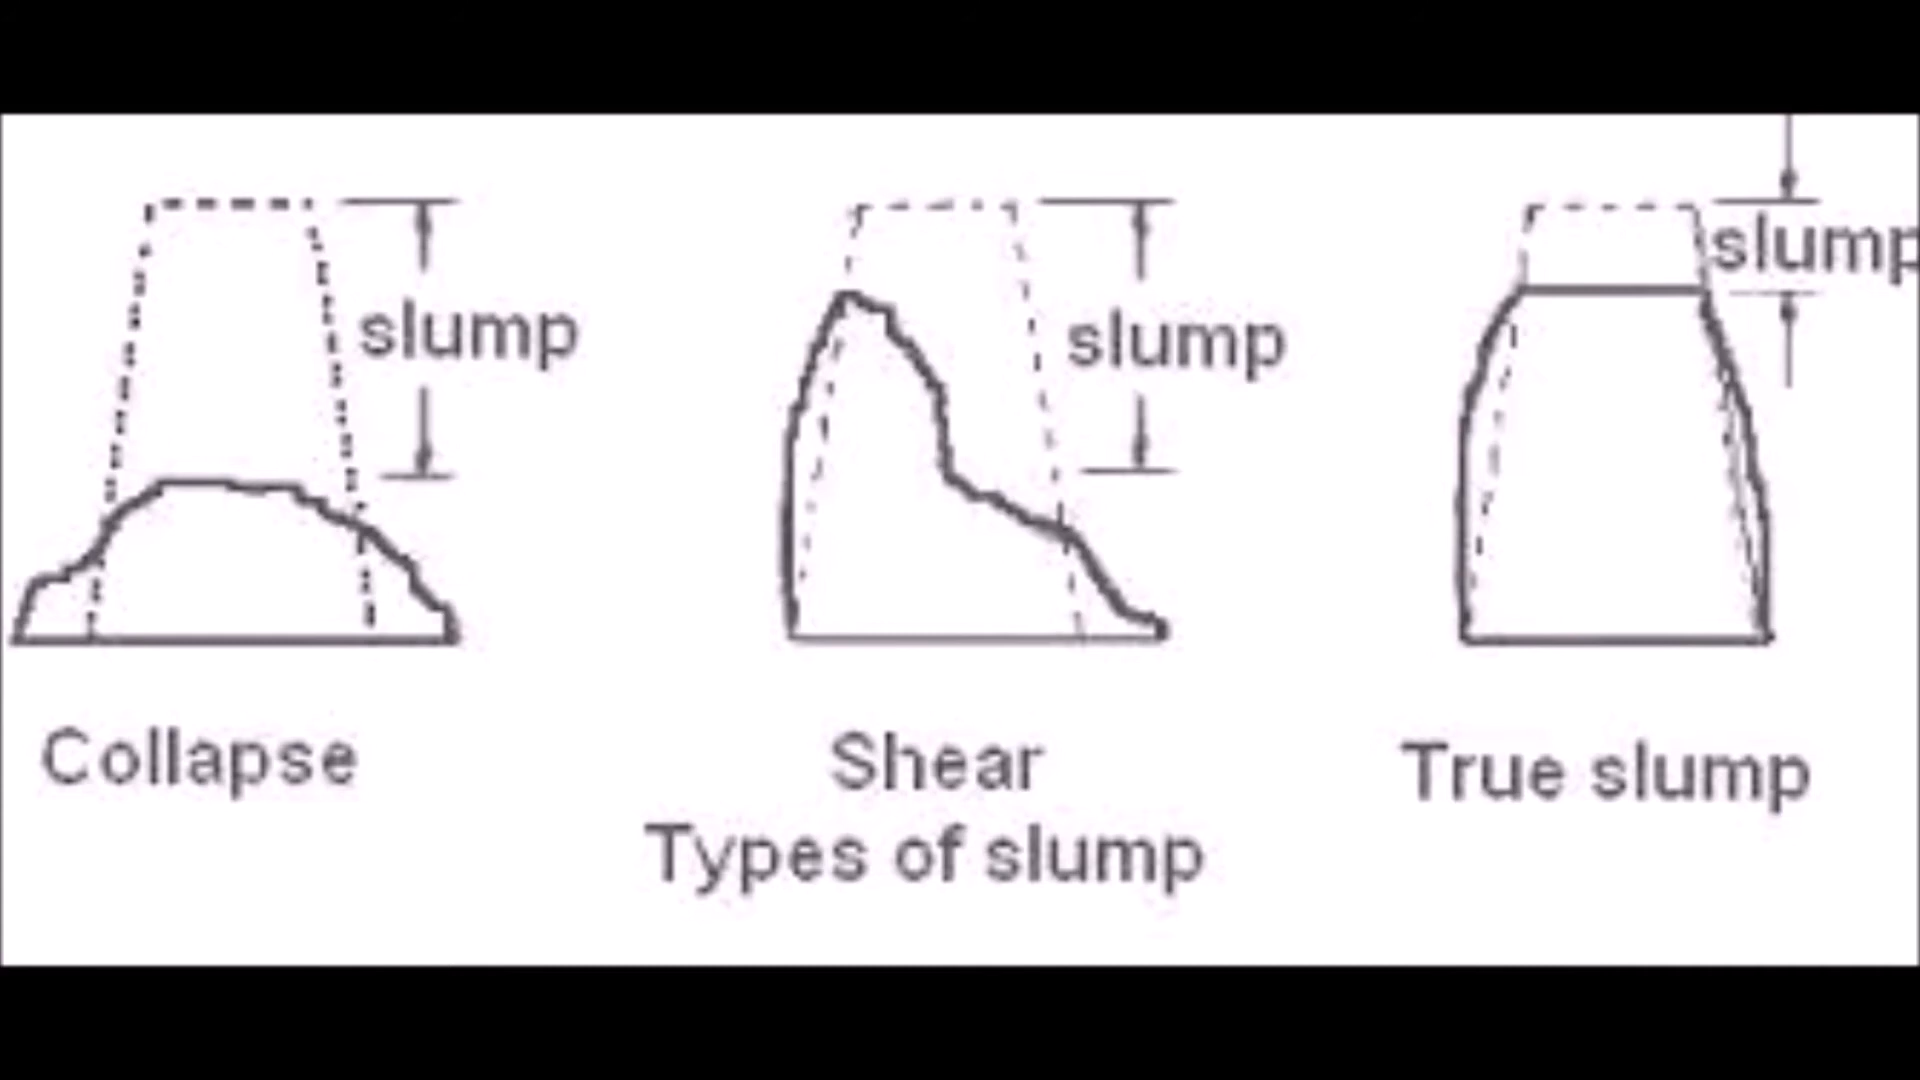 slump
slump
slump
Collapse
Shear
True slump
Types of slump